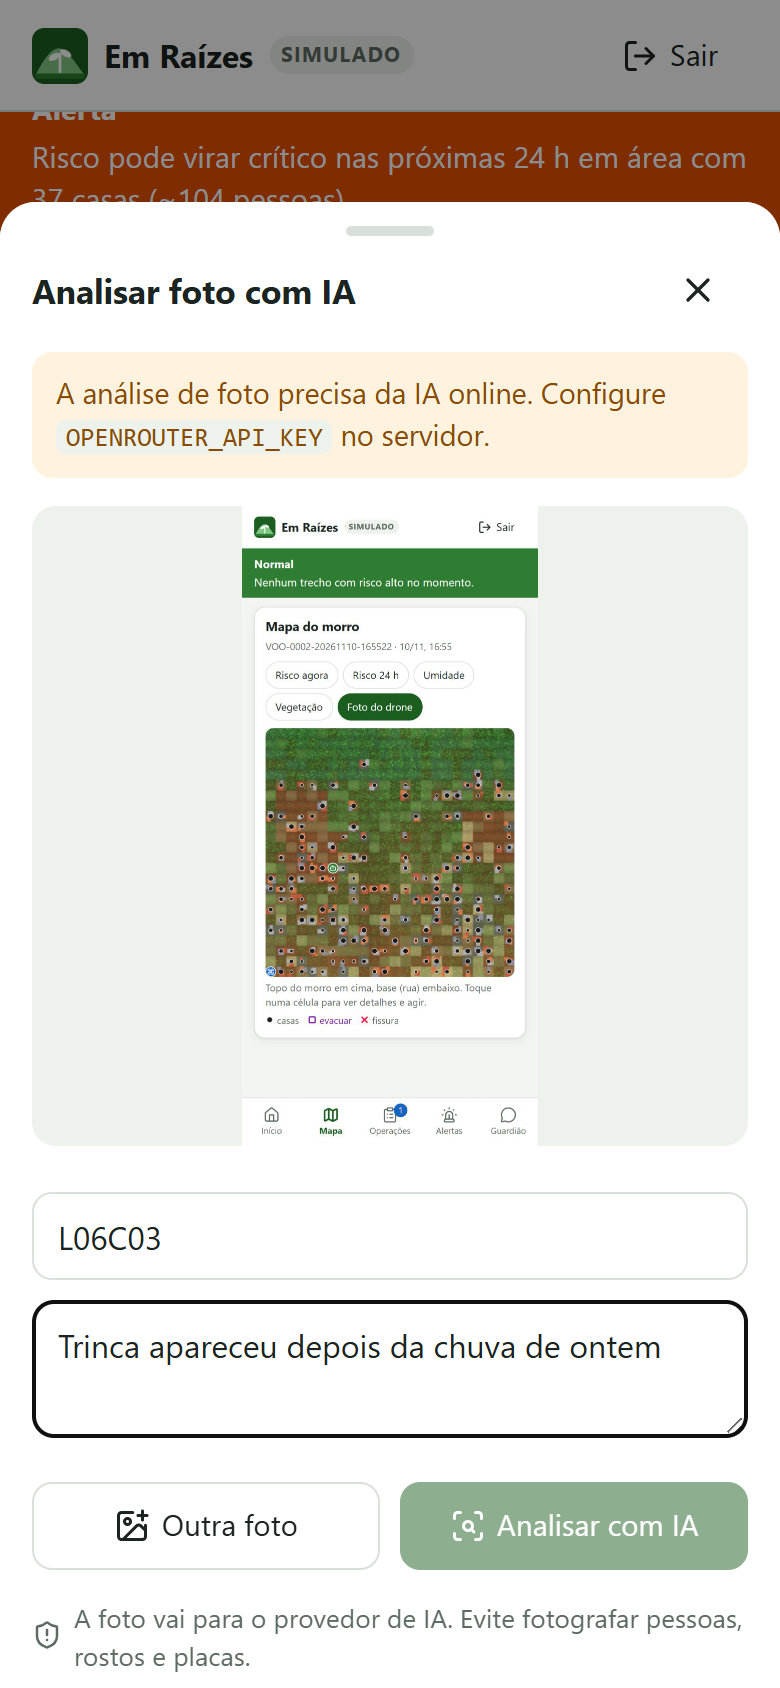 Em Raízes
SIMULADO
Sair
Alerta
Risco pode virar crítico nas próximas 24 h em área com
37 casas (~104 pessoas)
Analisar foto com IA
A análise de foto precisa da IA online. Configure
OPENROUTER_API_KEY no servidor.
Em Raízes
SIMULADO
Sair
Normal
Nenhum trecho com risco alto no momento.
Mapa do morro
VOO-0002-20261110-165522 · 10/11, 16:55
Risco agora
Risco 24 h
Umidade
Vegetação
Foto do drone
Topo do morro em cima, base (rua) embaixo. Toque
numa célula para ver detalhes e agir.
casas
evacuar
fissura
1
Início
Mapa
Operações
Alertas
Guardião
L06C03
Trinca apareceu depois da chuva de ontem
Outra foto
Analisar com IA
A foto vai para o provedor de IA. Evite fotografar pessoas,
rostos e placas.